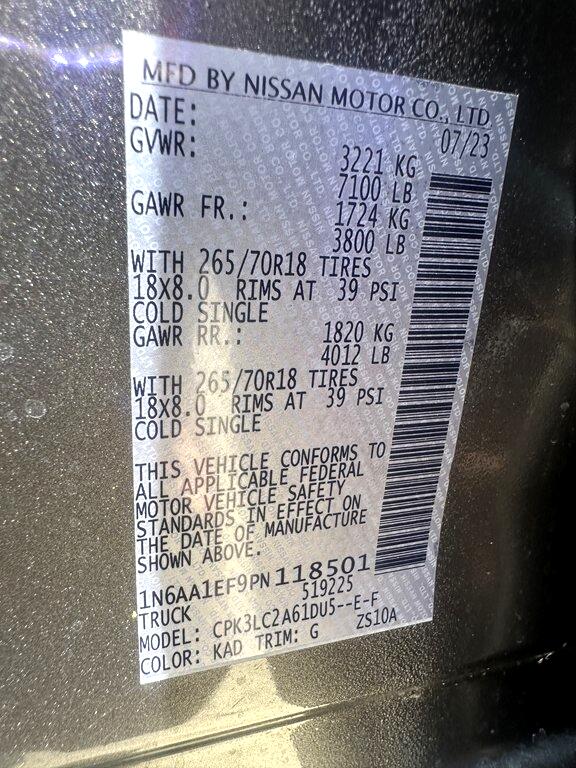 MFD BY NISSAN MOTOR CO., LTD.
DATE: 07/23
GVWR: 3221 KG
7100 LB
GAWR FR.: 1724 KG
3800 LB
WITH 265/70R18 TIRES
18X8.0 RIMS AT 39 PSI
COLD SINGLE
GAWR RR.: 1820 KG
4012 LB
WITH 265/70R18 TIRES
18X8.0 RIMS AT 39 PSI
COLD SINGLE
THIS VEHICLE CONFORMS TO
ALL APPLICABLE FEDERAL
MOTOR VEHICLE SAFETY
STANDARDS IN EFFECT ON
THE DATE OF MANUFACTURE
SHOWN ABOVE.
1N6AA1EF9PN118501
TRUCK 519225
MODEL: CPK3LC2A61DU5--E-F
COLOR: KAD TRIM: G ZS10A